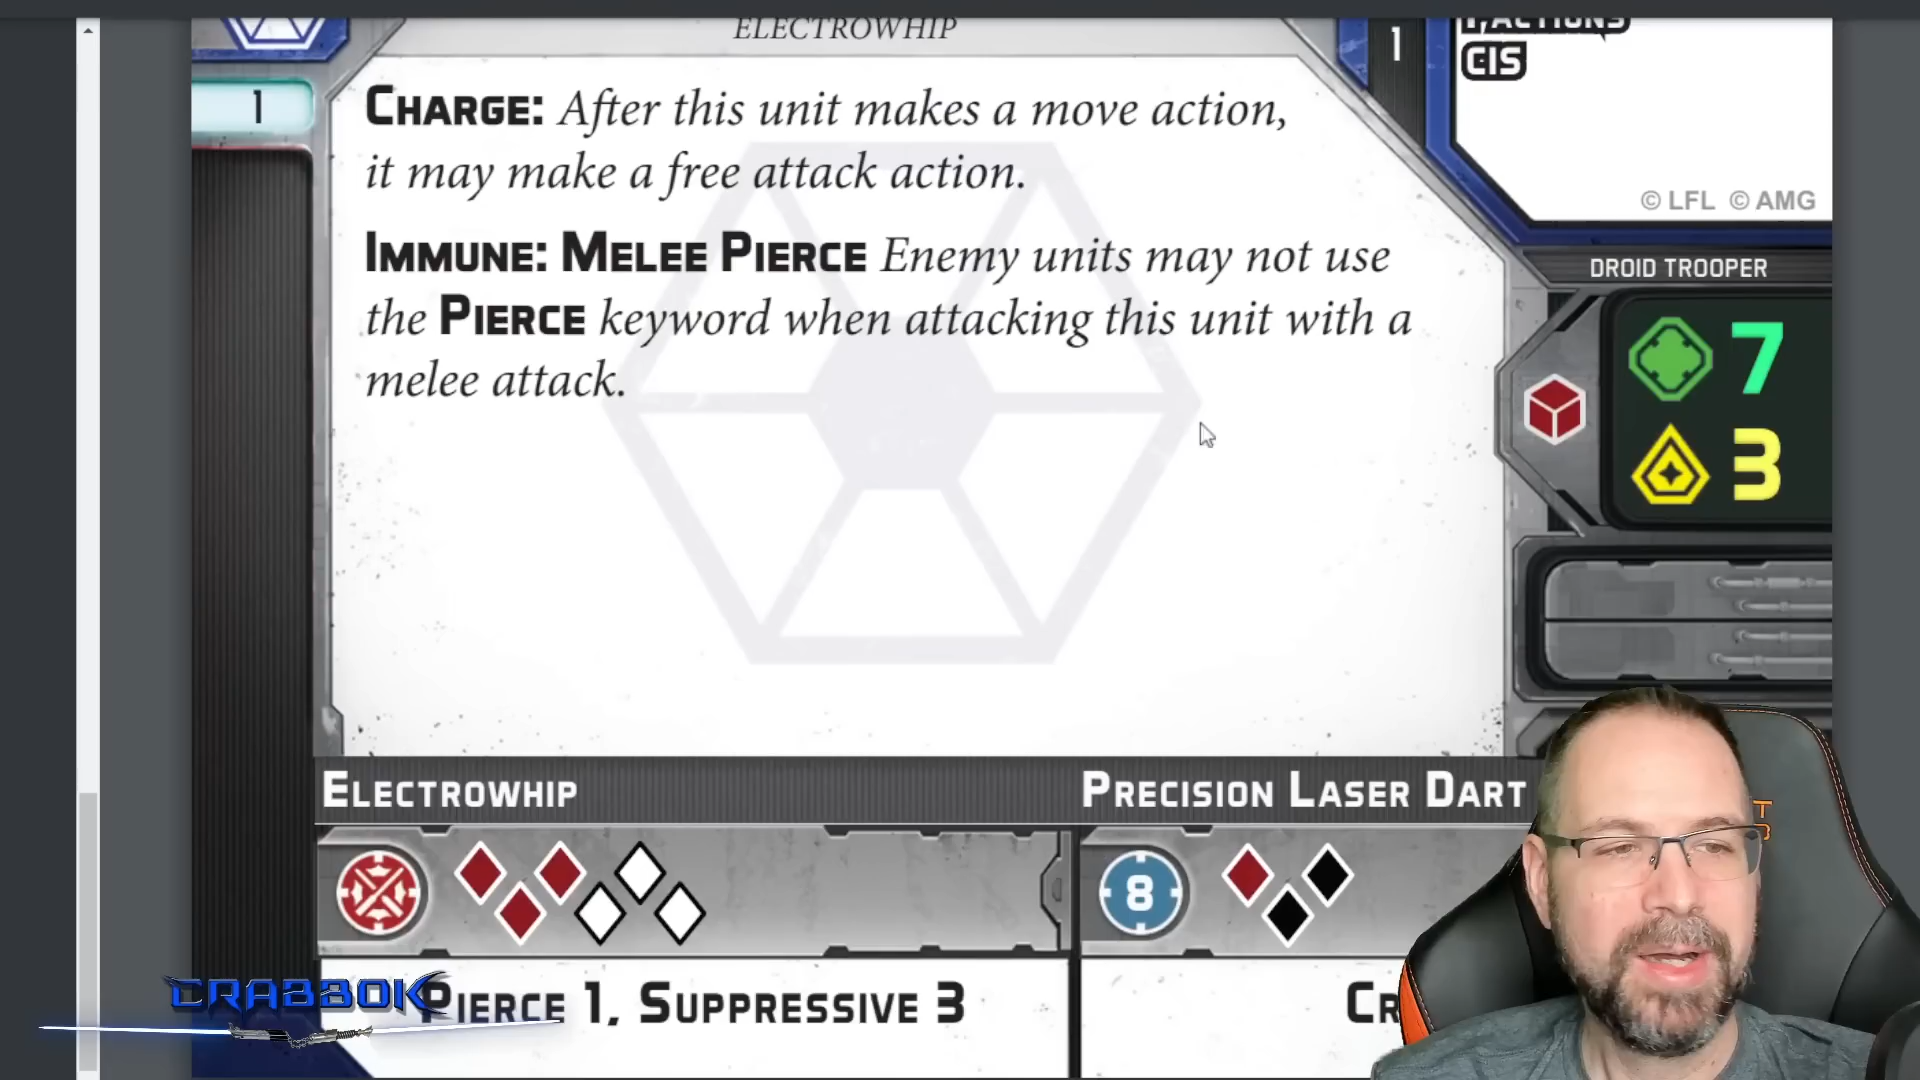 ELECTROWHIP
1
CIS
1
CHARGE: After this unit makes a move action,
it may make a free attack action.
© LFL © AMG
IMMUNE: MELEE PIERCE Enemy units may not use
the PIERCE keyword when attacking this unit with a
melee attack.
DROID TROOPER
7
3
ELECTROWHIP
PRECISION LASER DART
8
CRABBOK
PIERCE 1, SUPPRESSIVE 3